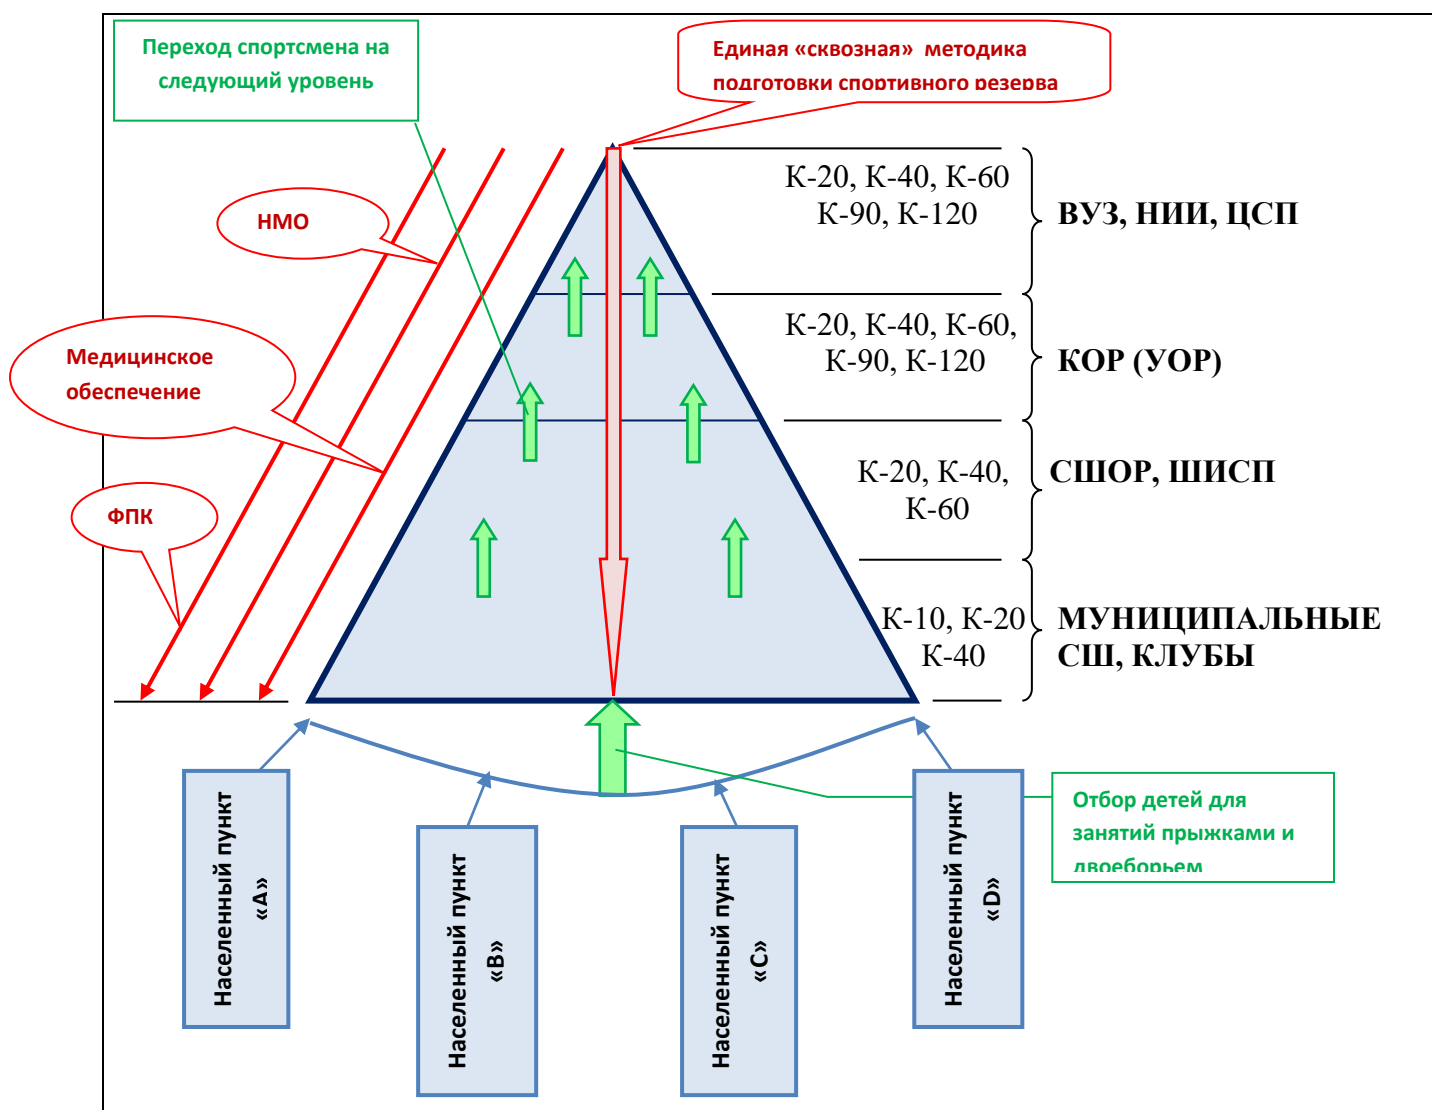 Переход спортсмена на
следующий уровень
Единая «сквозная» методика
подготовки спортивного резерва
К-20, К-40, К-60
К-90, К-120
ВУЗ, НИИ, ЦСП
НМО
К-20, К-40, К-60,
К-90, К-120
КОР (УОР)
Медицинское
обеспечение
К-20, К-40,
К-60
СШОР, ШИСП
ФПК
К-10, К-20
К-40
МУНИЦИПАЛЬНЫЕ
СШ, КЛУБЫ
Отбор детей для
занятий прыжками и
двоеборьем
Населенный пункт
«А»
Населенный пункт
«В»
Населенный пункт
«С»
Населенный пункт
«D»